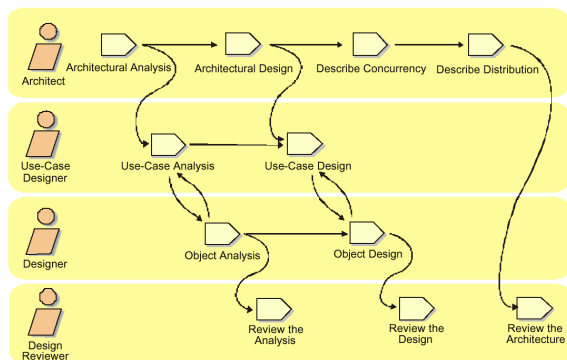 Architect
Architectural Analysis
Architectural Design
Describe Concurrency
Describe Distribution
Use-Case
Designer
Use-Case Analysis
Use-Case Design
Designer
Object Analysis
Object Design
Design
Reviewer
Review the
Analysis
Review the
Design
Review the
Architecture